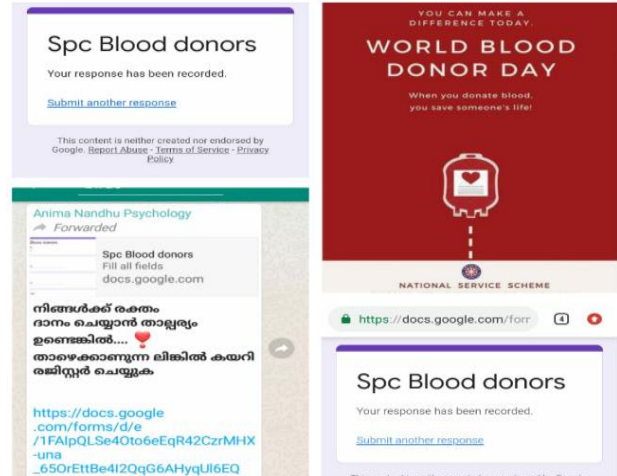 Spc Blood donors
Your response has been recorded.
Submit another response
This content is neither created nor endorsed by
Google. Report Abuse - Terms of Service - Privacy
Policy
Anima Nandhu Psychology
Forwarded
Spc Blood donors
Fill all fields
docs.google.com
നിങ്ങൾക്ക് രക്തം
ദാനം ചെയ്യാൻ താല്പര്യം
ഉണ്ടെങ്കിൽ.... ❣️
താഴെക്കാണുന്ന ലിങ്കിൽ കയറി
രജിസ്റ്റർ ചെയ്യുക
https://docs.google
.com/forms/d/e
/1FAIpQLSe4Oto6eEqR42CzrMHX
-una
_65OrEttBe4I2QqG6AHyqUl6EQ
YOU CAN MAKE A
DIFFERENCE TODAY.
WORLD BLOOD
DONOR DAY
When you donate blood,
you save someone's life!
NATIONAL SERVICE SCHEME
https://docs.google.com/forr
4
Spc Blood donors
Your response has been recorded.
Submit another response